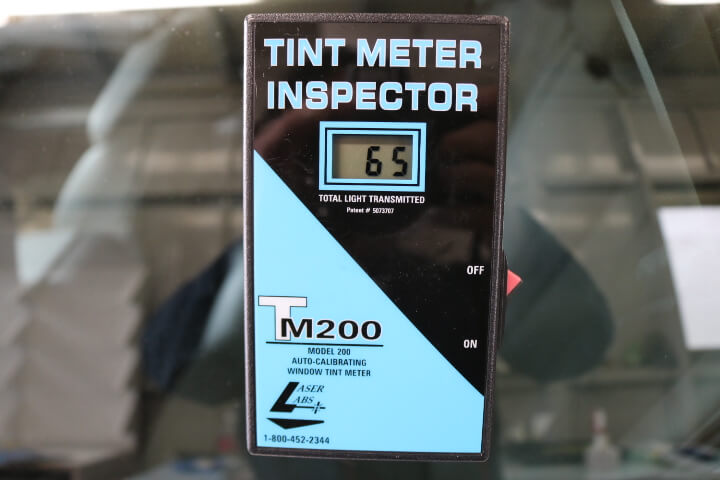 TINT METER
INSPECTOR
65
TOTAL LIGHT TRANSMITTED
Patent # 5073707
OFF
ON
TM200
MODEL 200
AUTO-CALIBRATING
WINDOW TINT METER
LASER
LABS
1-800-452-2344